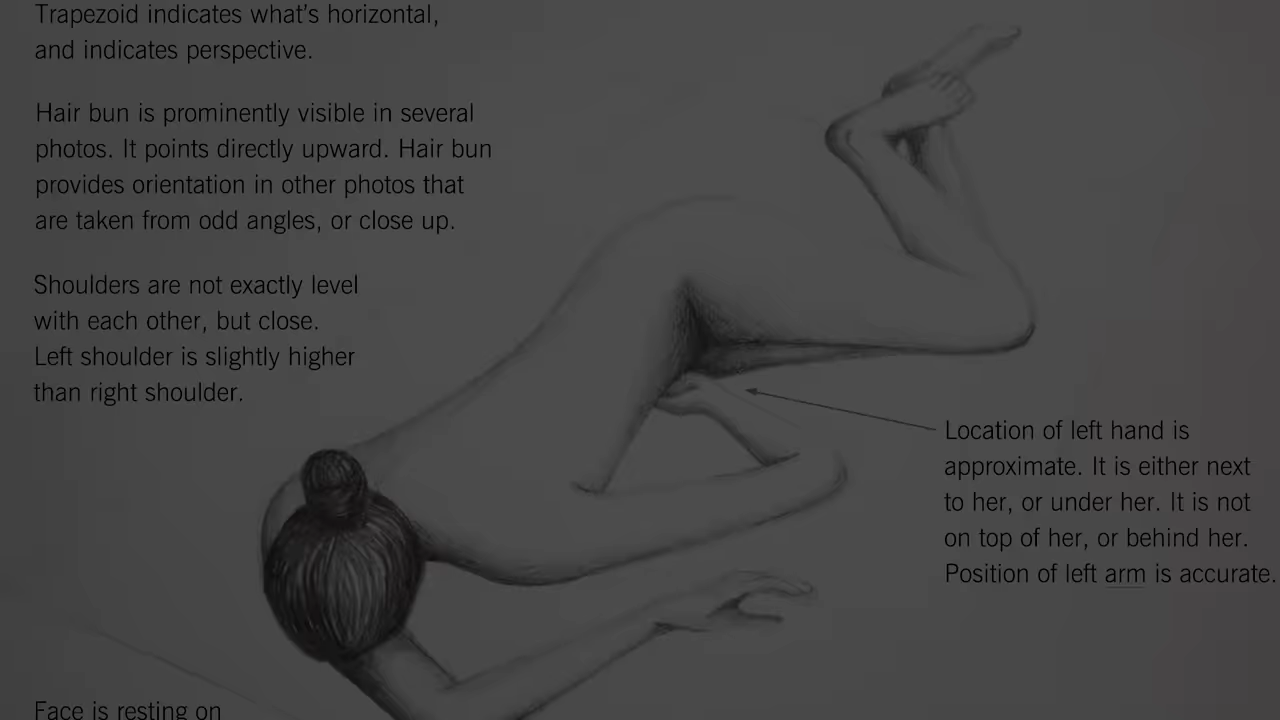 Trapezoid indicates what's horizontal,
and indicates perspective.
Hair bun is prominently visible in several
photos. It points directly upward. Hair bun
provides orientation in other photos that
are taken from odd angles, or close up.
Shoulders are not exactly level
with each other, but close.
Left shoulder is slightly higher
than right shoulder.
Location of left hand is
approximate. It is either next
to her, or under her. It is not
on top of her, or behind her.
Position of left arm is accurate.
Face is resting on